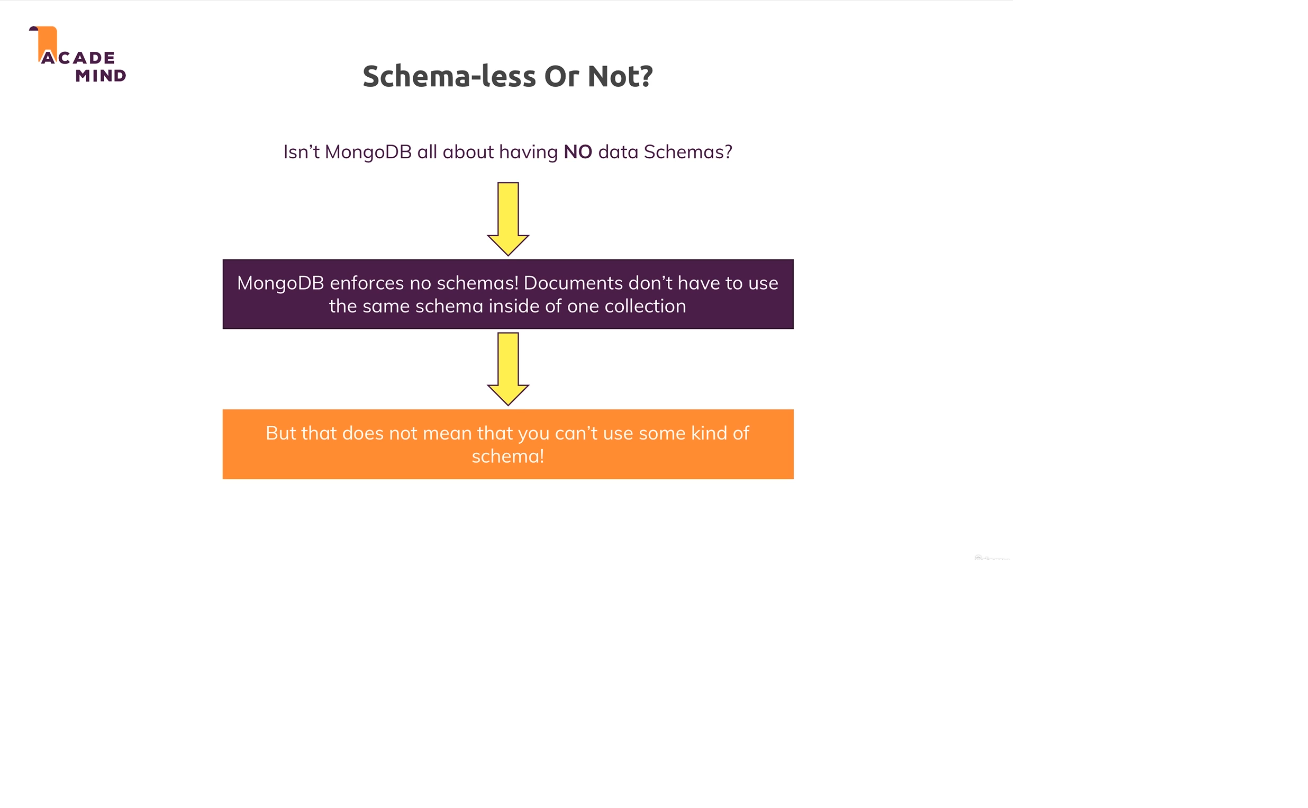 ACADE
MIND
Schema-less Or Not?
Isn’t MongoDB all about having NO data Schemas?
MongoDB enforces no schemas! Documents don’t have to use
the same schema inside of one collection
But that does not mean that you can’t use some kind of
schema!